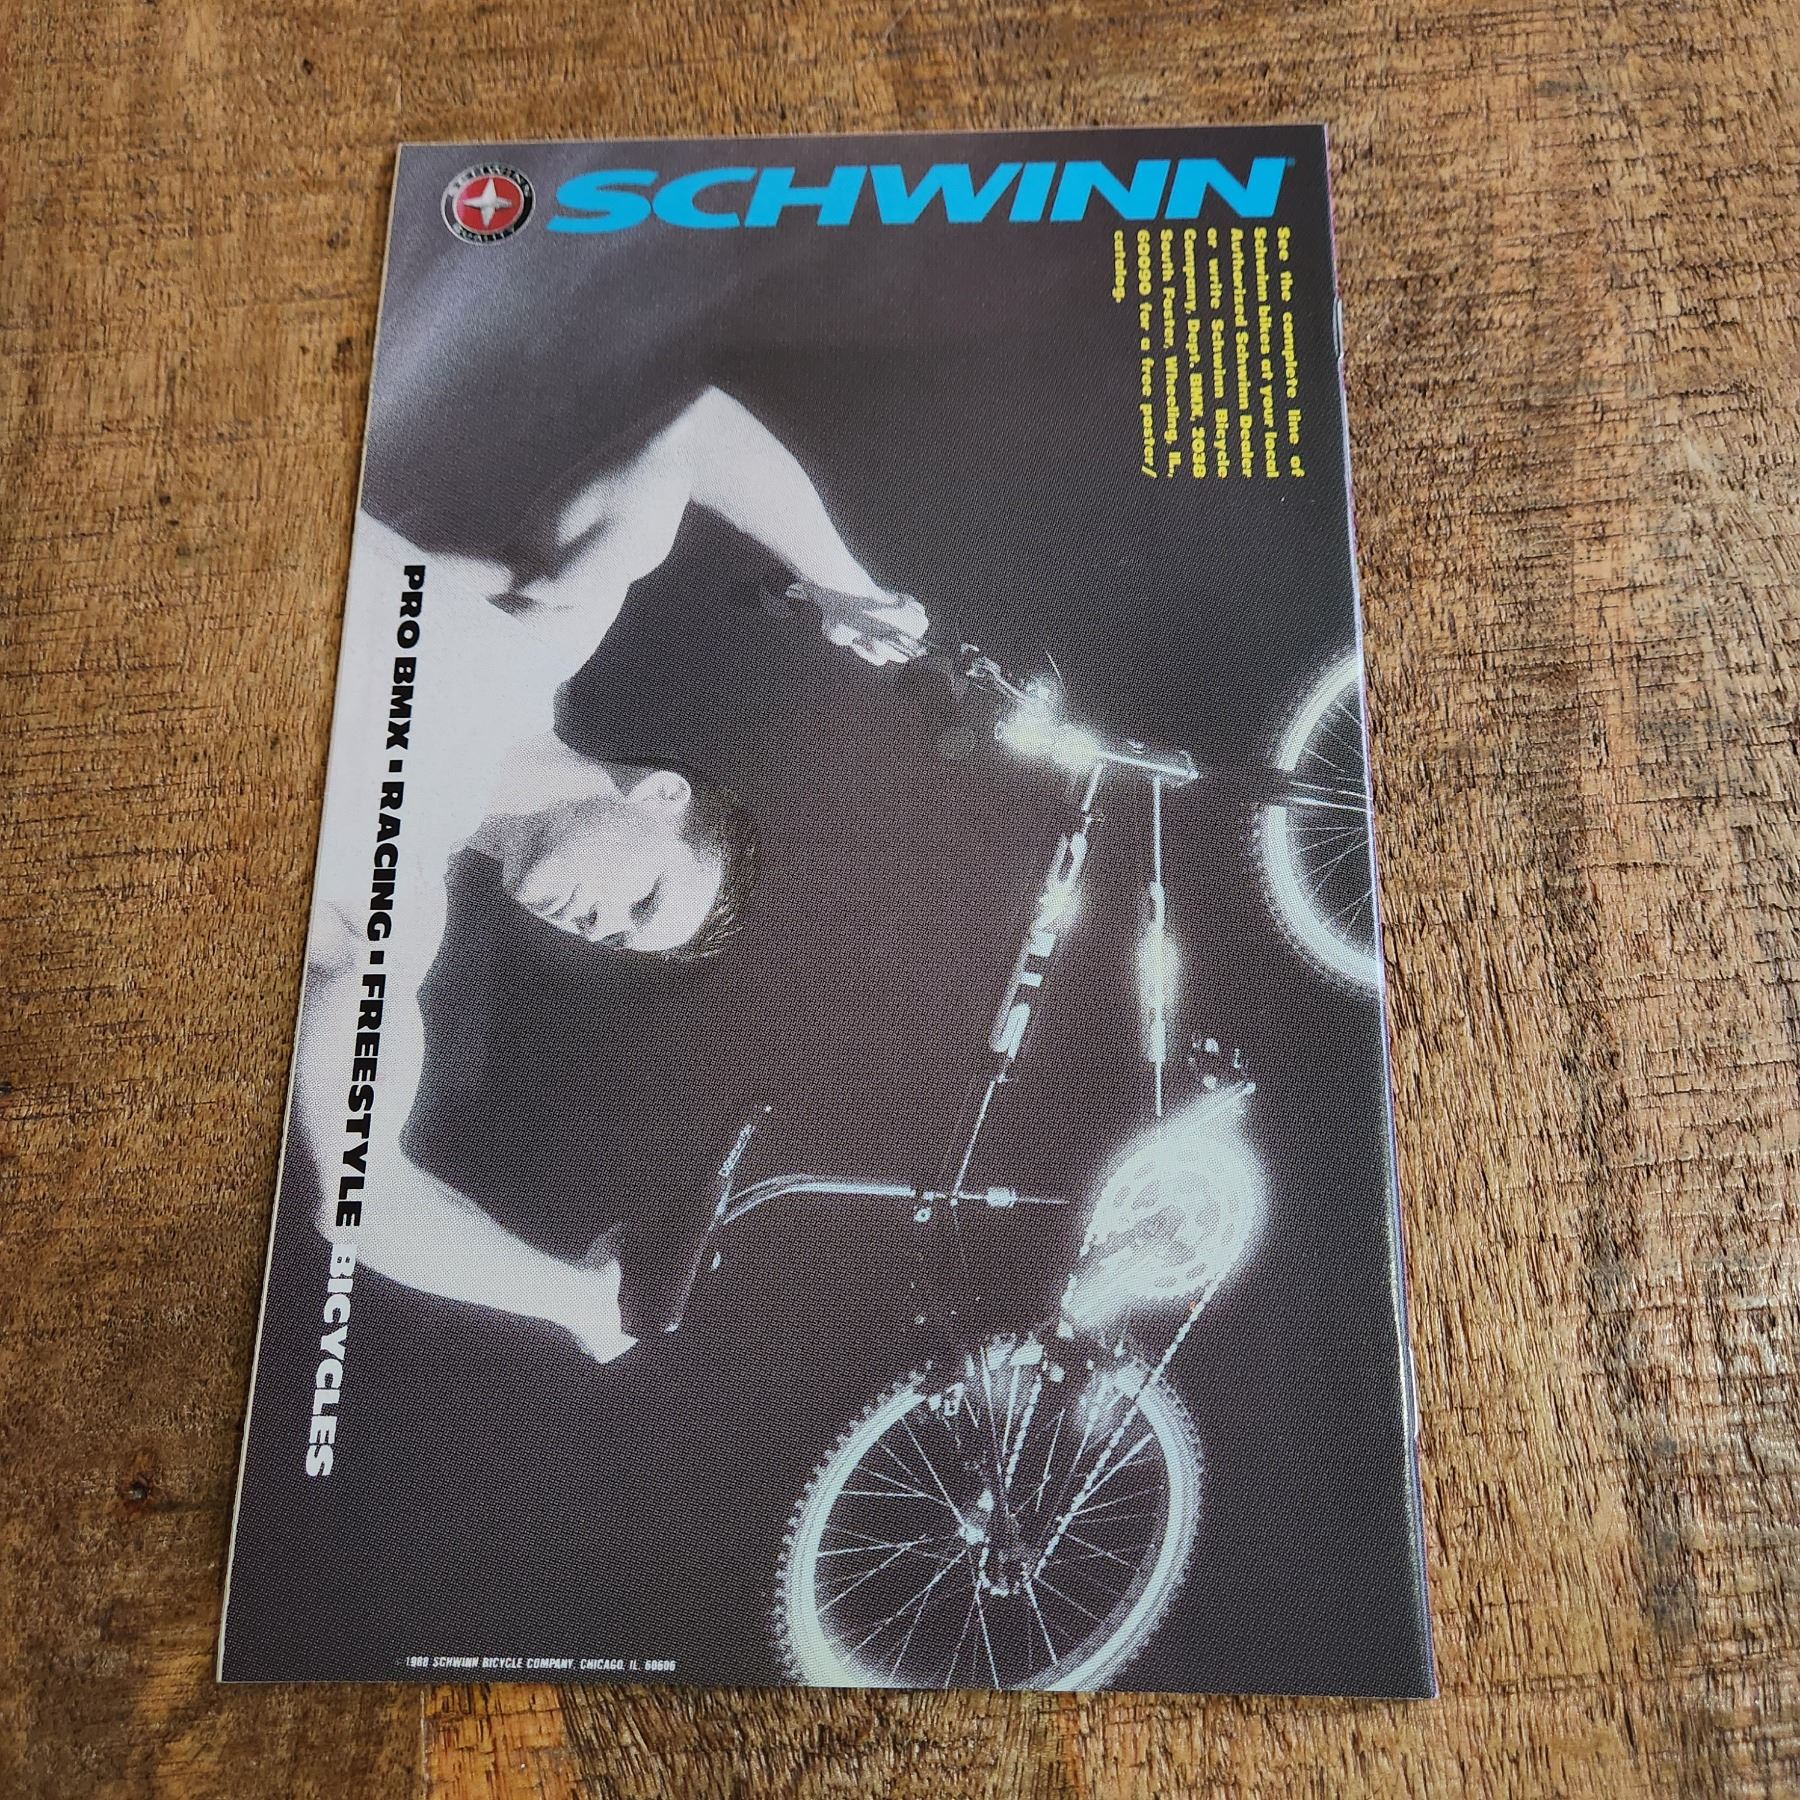 SCHWINN
QUALITY
SCHWINN
See the complete line of
Schwinn bikes at your local
Authorized Schwinn Dealer
or write Schwinn Bicycle
Company, Dept. BMX, 2038
South Foster, Wheeling, IL,
60090 for a free poster/
catalog.
PRO BMX ▪ RACING ▪ FREESTYLE BICYCLES
1988 SCHWINN BICYCLE COMPANY, CHICAGO, IL. 60606